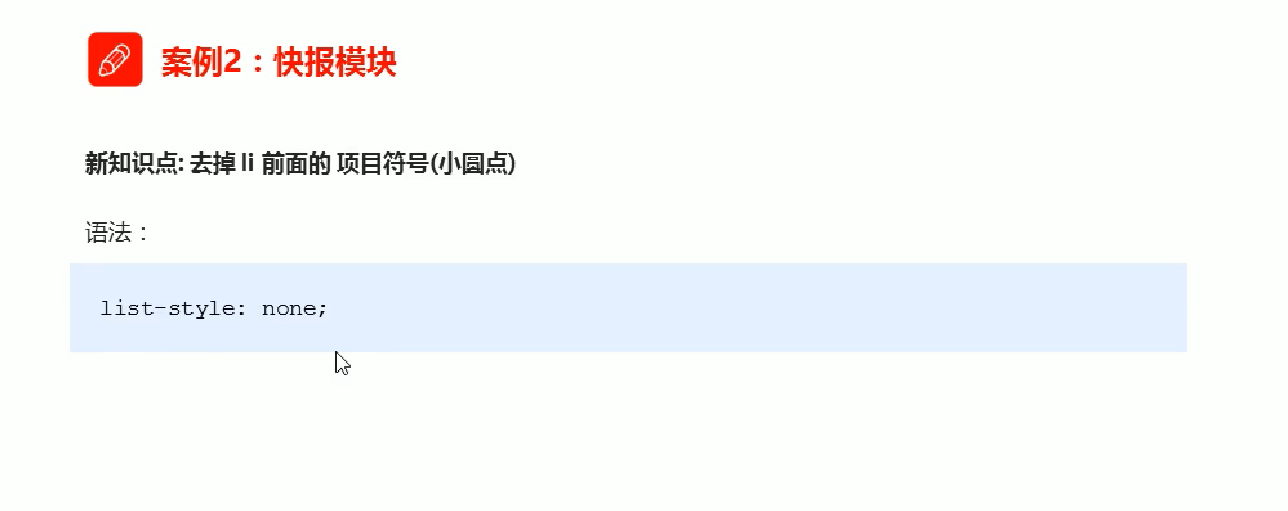 案例2：快报模块
新知识点: 去掉 li 前面的 项目符号(小圆点)
语法：
list-style: none;